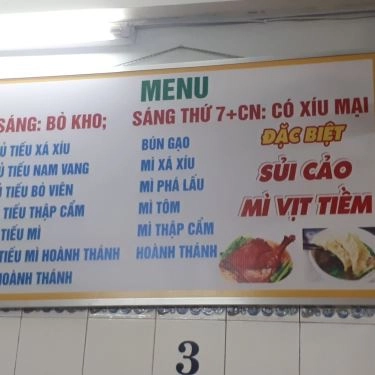 MENU
SÁNG: BÒ KHO; SÁNG THỨ 7+CN: CÓ XÍU MẠI
TIẾU XÁ XÍU
TIẾU NAM VANG
TIẾU BÒ VIÊN
TIẾU THẬP CẨM
TIẾU MÌ
TIẾU MÌ HOÀNH THÁNH
HOÀNH THÁNH
BÚN GẠO
MÌ XÁ XÍU
MÌ PHÁ LẤU
MÌ TÔM
MÌ THẬP CẨM
HOÀNH THÁNH
ĐẶC BIỆT
SỦI CẢO
MÌ VỊT TIỀM
3